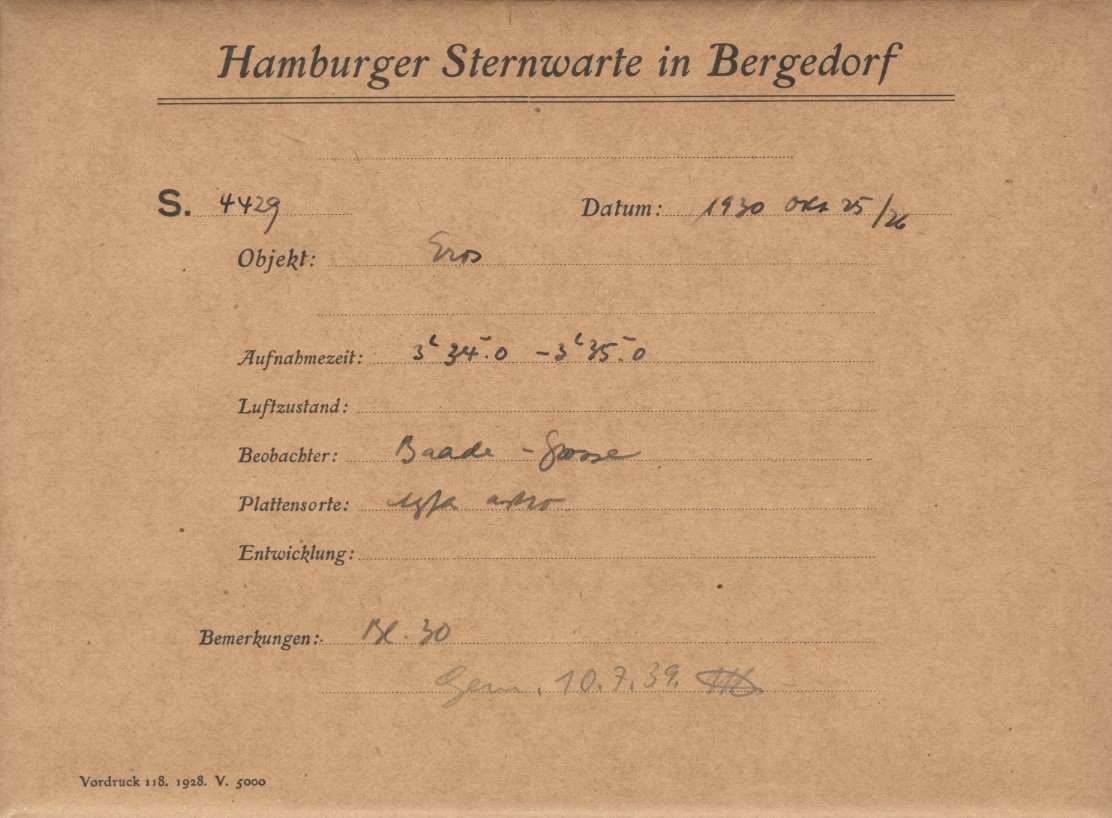 Hamburger Sternwarte in Bergedorf
S. 4429 Datum: 1930 Okt 25/26
Objekt: Eros
Aufnahmezeit: 3h 34m.0 – 3h 35m.0
Luftzustand:
Beobachter: Baade – Grosse
Plattensorte: Agfa astro
Entwicklung:
Bemerkungen: Bl. 30
Gem. 10.7.39.
Vordruck 118. 1928. V. 5000